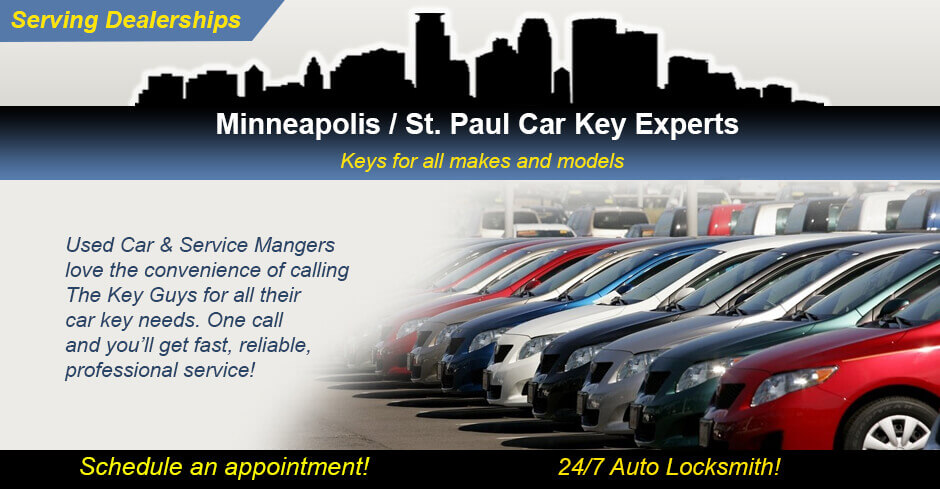 Serving Dealerships
Minneapolis / St. Paul Car Key Experts
Keys for all makes and models
Used Car & Service Mangers
love the convenience of calling
The Key Guys for all their
car key needs. One call
and you’ll get fast, reliable,
professional service!
Schedule an appointment!
24/7 Auto Locksmith!